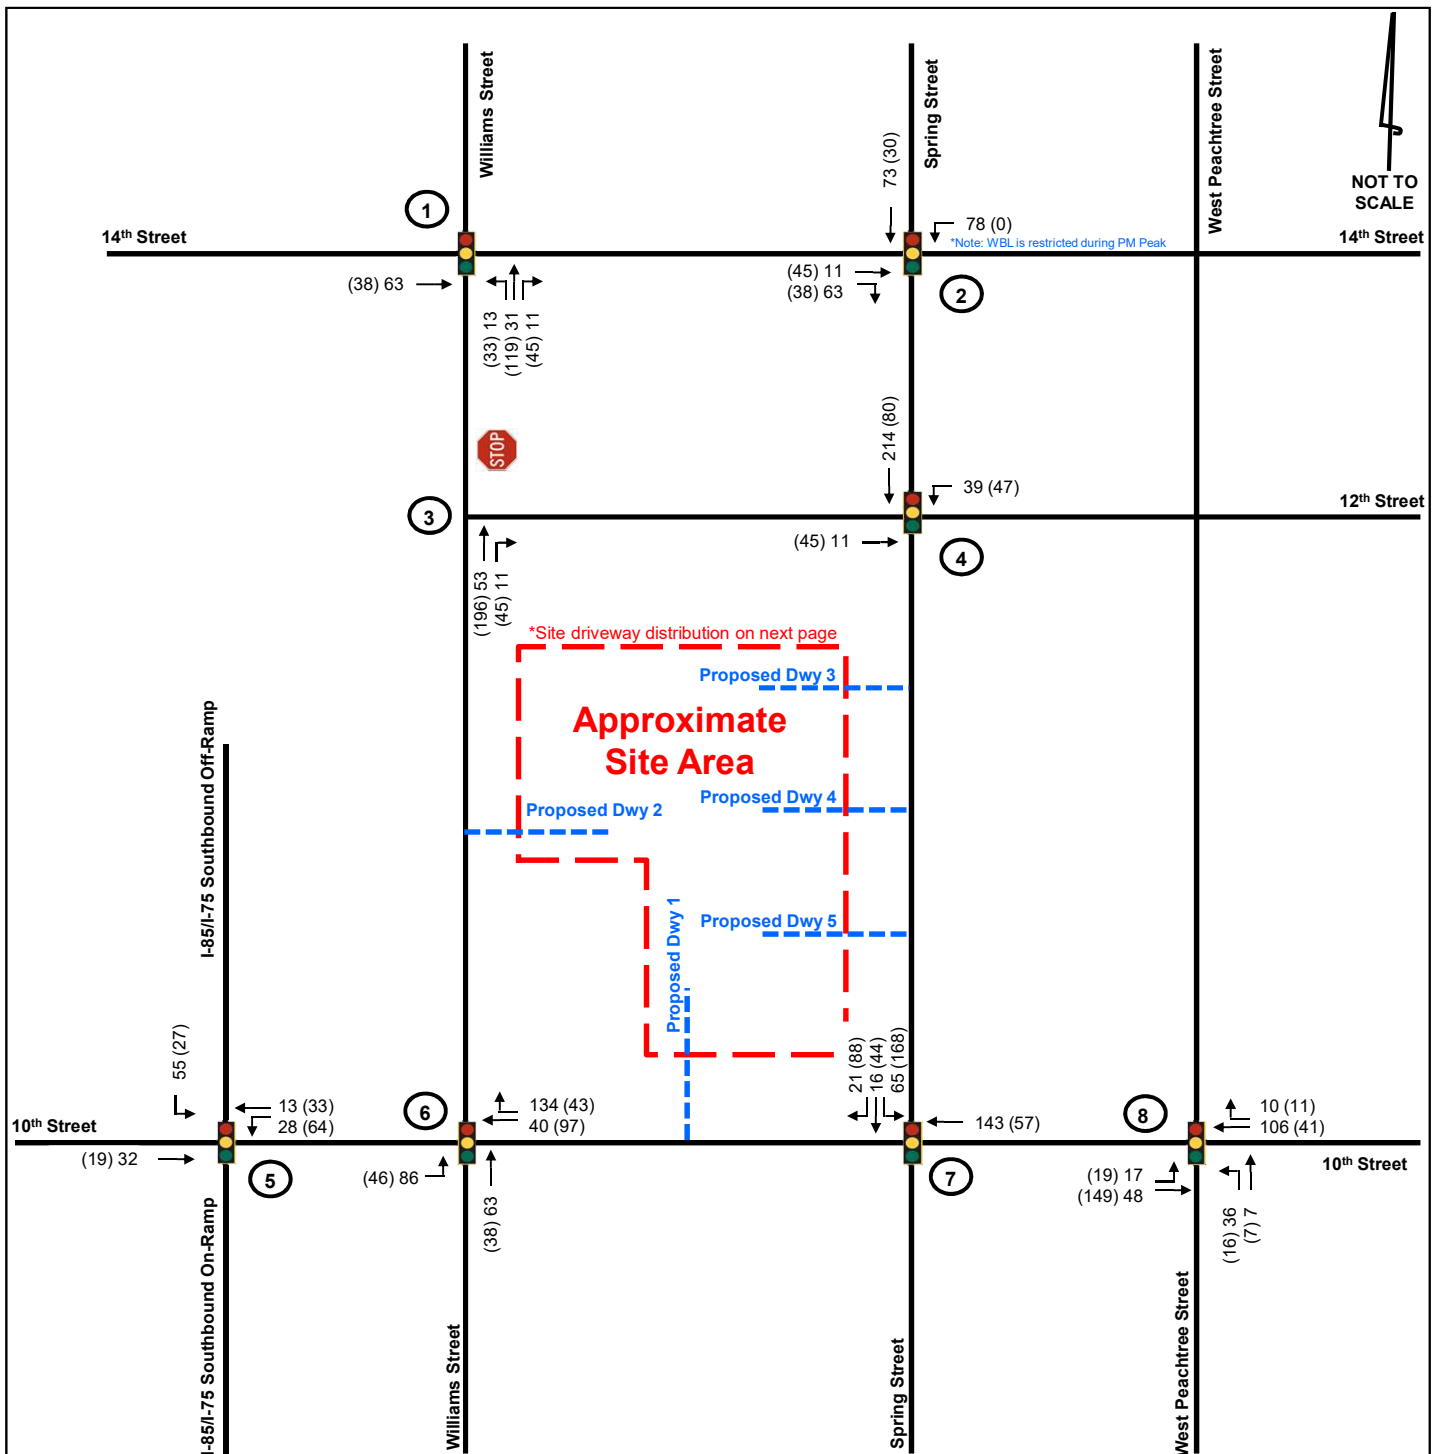 Williams Street
Spring Street
West Peachtree Street
NOT TO
SCALE
73 (30)
1
14th Street
78 (0)
*Note: WBL is restricted during PM Peak
14th Street
(38) 63
(45) 11
(38) 63
2
(33) 13
(119) 31
(45) 11
214 (80)
STOP
39 (47)
12th Street
3
(45) 11
4
(196) 53
(45) 11
*Site driveway distribution on next page
Proposed Dwy 3
Approximate
Site Area
Proposed Dwy 4
Proposed Dwy 2
I-85/I-75 Southbound Off-Ramp
Proposed Dwy 5
Proposed Dwy 1
55 (27)
21 (88)
16 (44)
65 (168)
13 (33)
28 (64)
6
134 (43)
40 (97)
143 (57)
8
10 (11)
106 (41)
10th Street
(19) 32
5
(46) 86
(38) 63
7
(19) 17
(149) 48
10th Street
(16) 36
(7) 7
I-85/I-75 Southbound On-Ramp
Williams Street
Spring Street
West Peachtree Street